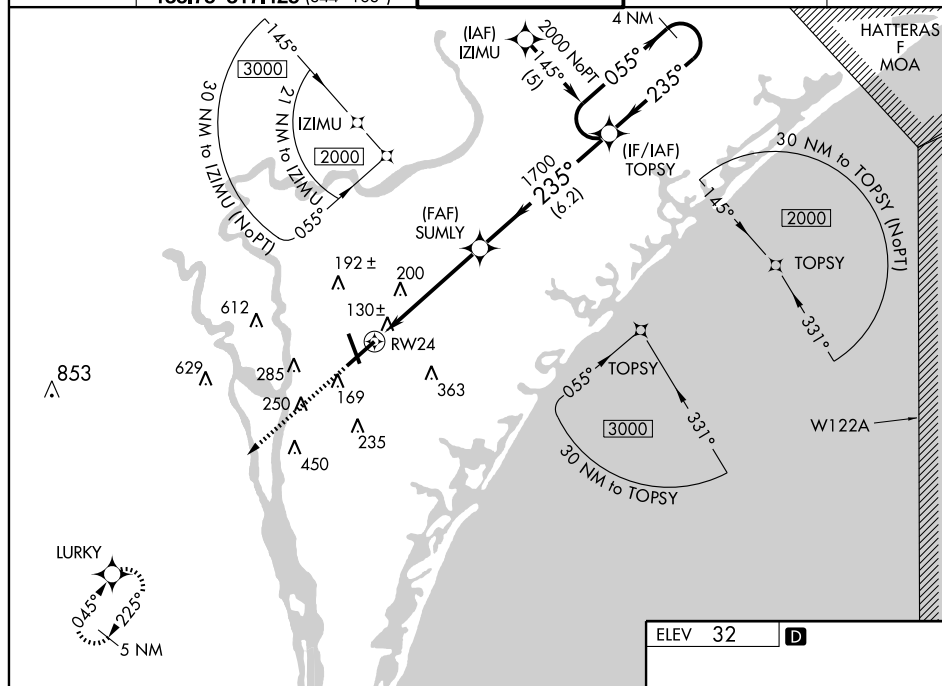 4 NM
(IAF)
IZIMU
2000 NoPT
145°
(5)
055°
235°
HATTERAS
F
MOA
145°
3000
30 NM to IZIMU (NoPT)
21 NM to IZIMU
IZIMU
2000
055°
(IF/IAF)
TOPSY
1700
235°
(6.2)
(FAF)
SUMLY
30 NM to TOPSY (NoPT)
145°
2000
TOPSY
331°
192 ±
200
612
130±
RW24
853
629
285
250
169
363
235
450
055°
TOPSY
331°
3000
30 NM to TOPSY
W122A
LURKY
045°
225°
5 NM
ELEV 32
D